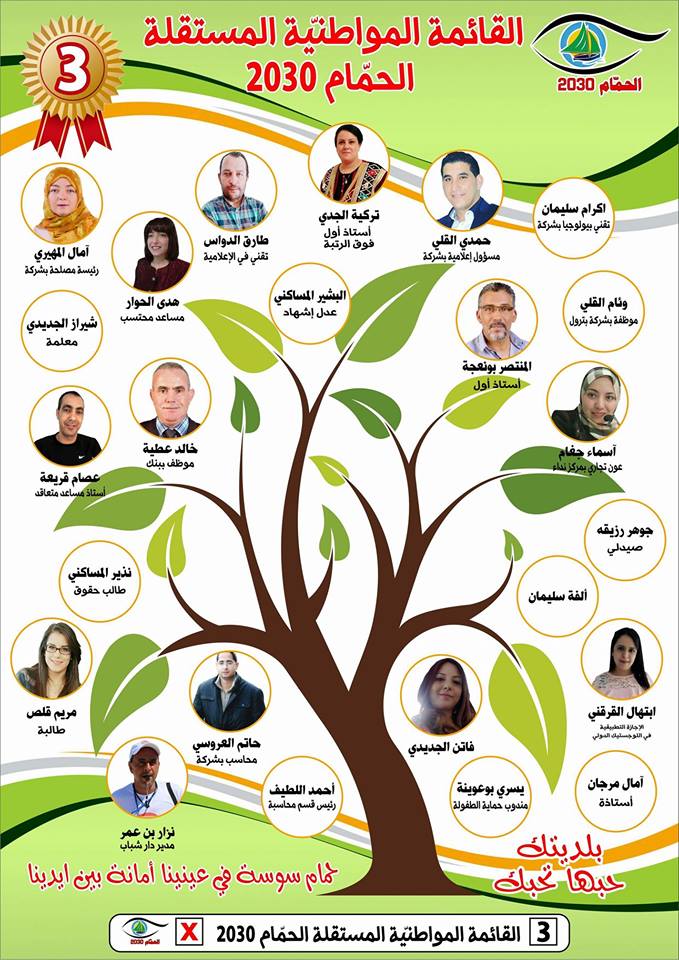 القائمة المواطنيّة المستقلة
الحمّام 2030
الحمّام 2030
3
تركية الجدي
أستاذ أول
فوق الرتبة
حمدي القلي
مسؤول إعلامية بشركة
اكرام سليمان
تقني بيولوجيا بشركة
طارق الدواس
تقني في الإعلامية
آمال المهيري
رئيسة مصلحة بشركة
هدى الحوار
مساعد محتسب
البشير المساكني
عدل إشهاد
وئام القلي
موظفة بشركة بترول
شيراز الجديدي
معلمة
المنتصر بونعجة
أستاذ أول
خالد عطية
موظف ببنك
آسماء جغام
عون تجاري بمركز نداء
عصام قريعة
أستاذ مساعد متعاقد
جوهر رزيقه
صيدلي
نذير المساكني
طالب حقوق
ألفة سليمان
ابتهال القرقني
الإجازة التطبيقية
في اللوجستيك الدولي
مريم قلص
طالبة
حاتم العروسي
محاسب بشركة
فاتن الجديدي
آمال مرجان
أستاذة
يسري بوعوينة
مندوب حماية الطفولة
أحمد اللطيف
رئيس قسم محاسبة
نزار بن عمر
مدير دار شباب
بلديتك
حبها تحبك
حمام سوسة في عينينا أمانة بين ايدينا
3 القائمة المواطنيّة المستقلة الحمّام 2030 X الحمّام 2030